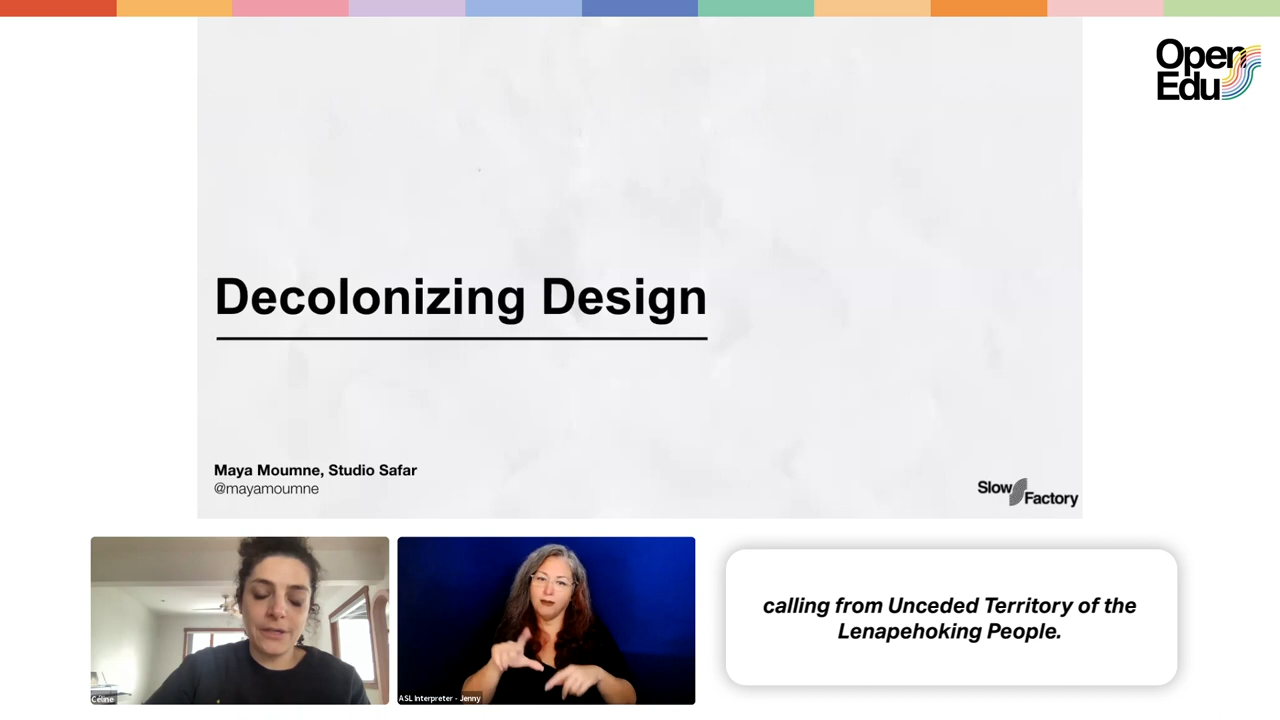 Open
Edu
Decolonizing Design
Maya Moumne, Studio Safar
@mayamoumne
Slow
Factory
Céline
ASL Interpreter - Jenny
calling from Unceded Territory of the
Lenapehoking People.